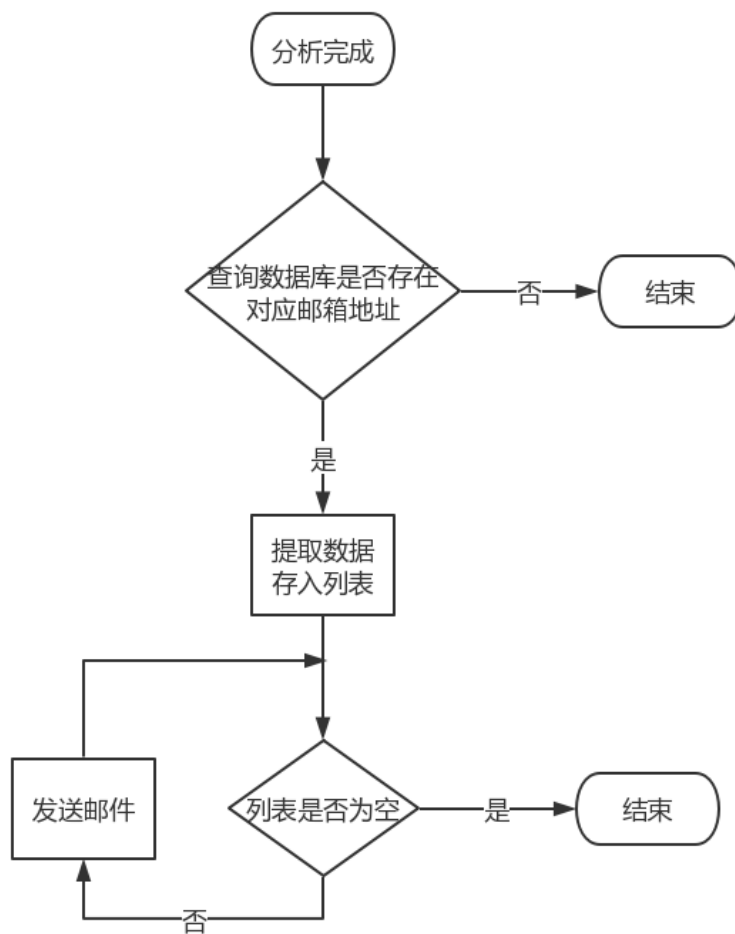 分析完成
查询数据库是否存在
对应邮箱地址
否
结束
是
提取数据
存入列表
发送邮件
列表是否为空
是
结束
否